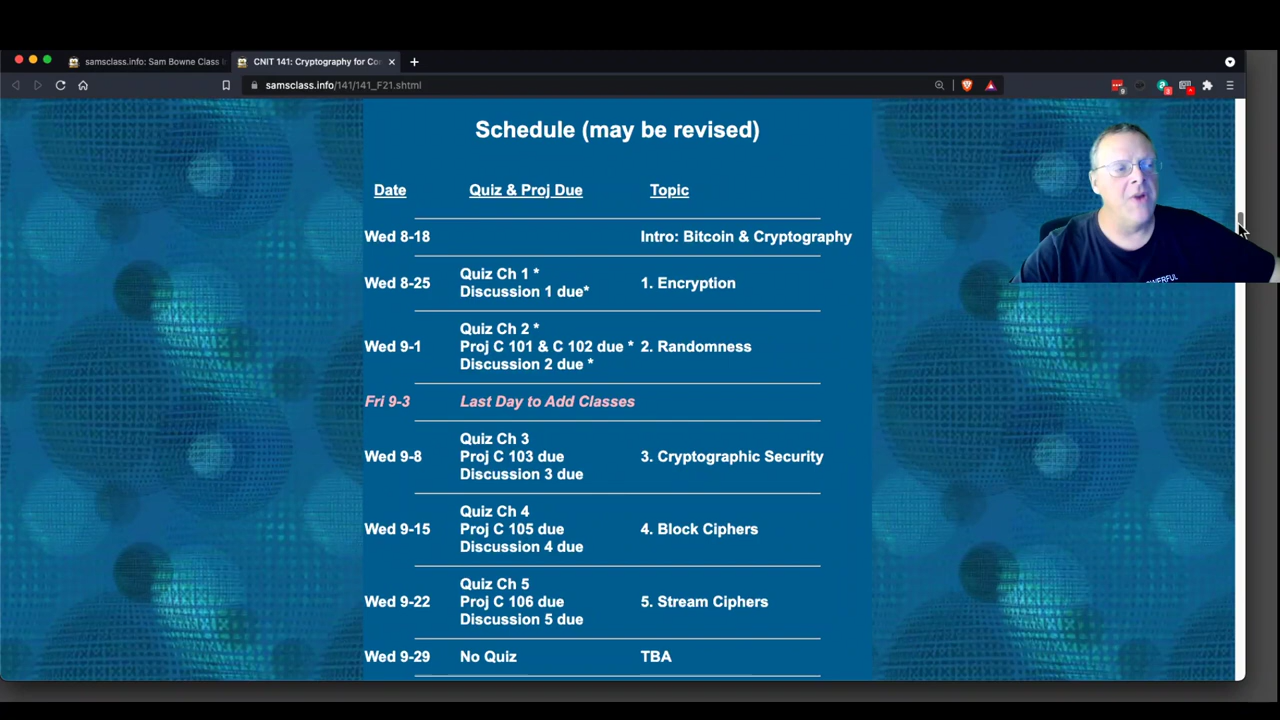 samsclass.info: Sam Bowne Class I
CNIT 141: Cryptography for Co
samsclass.info/141/141_F21.shtml
9
3
Schedule (may be revised)
Date Quiz & Proj Due Topic
Wed 8-18 Intro: Bitcoin & Cryptography
Quiz Ch 1 *
Wed 8-25 1. Encryption
Discussion 1 due*
Quiz Ch 2 *
Wed 9-1 Proj C 101 & C 102 due * 2. Randomness
Discussion 2 due *
Fri 9-3 Last Day to Add Classes
Quiz Ch 3
Wed 9-8 Proj C 103 due 3. Cryptographic Security
Discussion 3 due
Quiz Ch 4
Wed 9-15 Proj C 105 due 4. Block Ciphers
Discussion 4 due
Quiz Ch 5
Wed 9-22 Proj C 106 due 5. Stream Ciphers
Discussion 5 due
Wed 9-29 No Quiz TBA